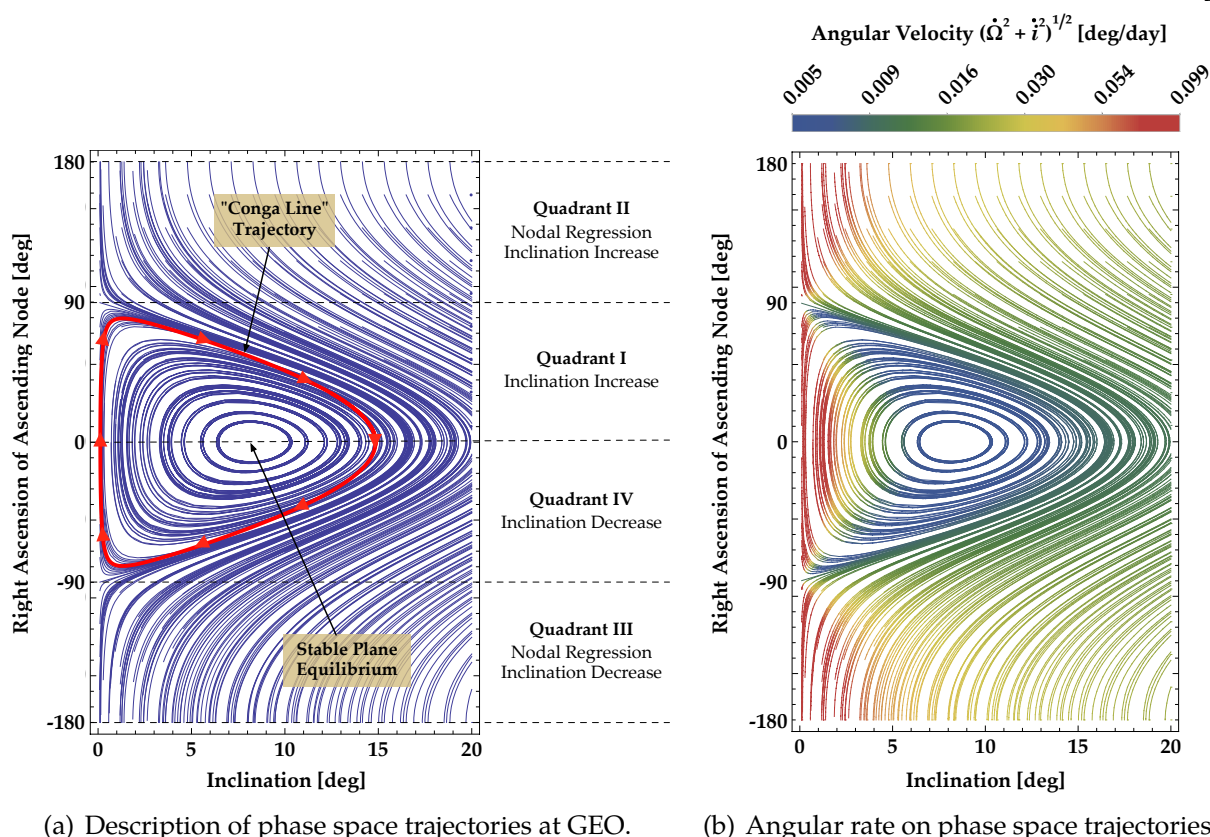 Angular Velocity (Ω̇² + i̇²)^1/2 [deg/day]
0.005
0.009
0.016
0.030
0.054
0.099
Right Ascension of Ascending Node [deg]
180
90
0
-90
-180
"Conga Line"
Trajectory
Stable Plane
Equilibrium
0
5
10
15
20
Inclination [deg]
Quadrant II
Nodal Regression
Inclination Increase
Quadrant I
Inclination Increase
Quadrant IV
Inclination Decrease
Quadrant III
Nodal Regression
Inclination Decrease
Right Ascension of Ascending Node [deg]
180
90
0
-90
-180
0
5
10
15
20
Inclination [deg]
(a) Description of phase space trajectories at GEO.
(b) Angular rate on phase space trajectories